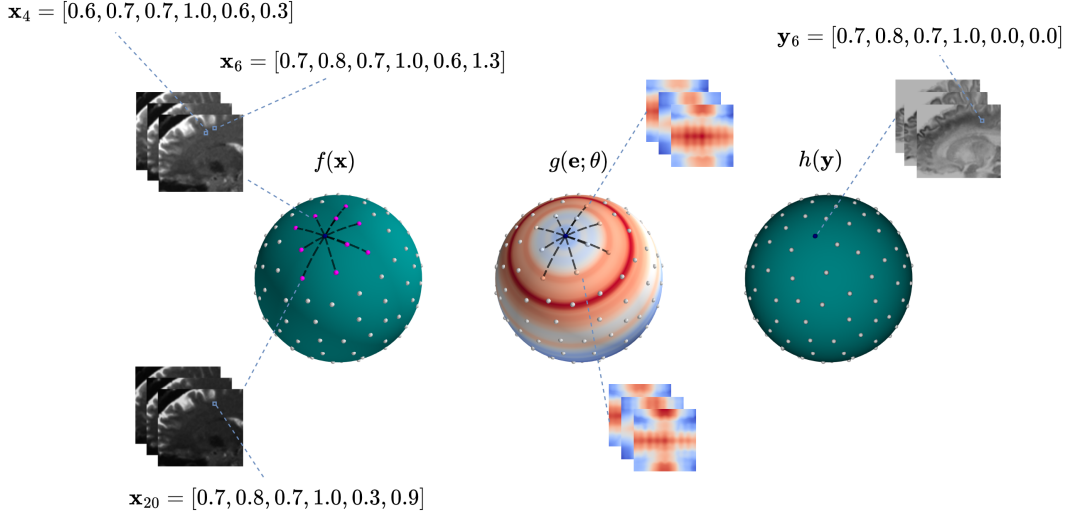 x₄ = [0.6, 0.7, 0.7, 1.0, 0.6, 0.3]
x₆ = [0.7, 0.8, 0.7, 1.0, 0.6, 1.3]
y₆ = [0.7, 0.8, 0.7, 1.0, 0.0, 0.0]
f(x)
g(e; θ)
h(y)
x₂₀ = [0.7, 0.8, 0.7, 1.0, 0.3, 0.9]